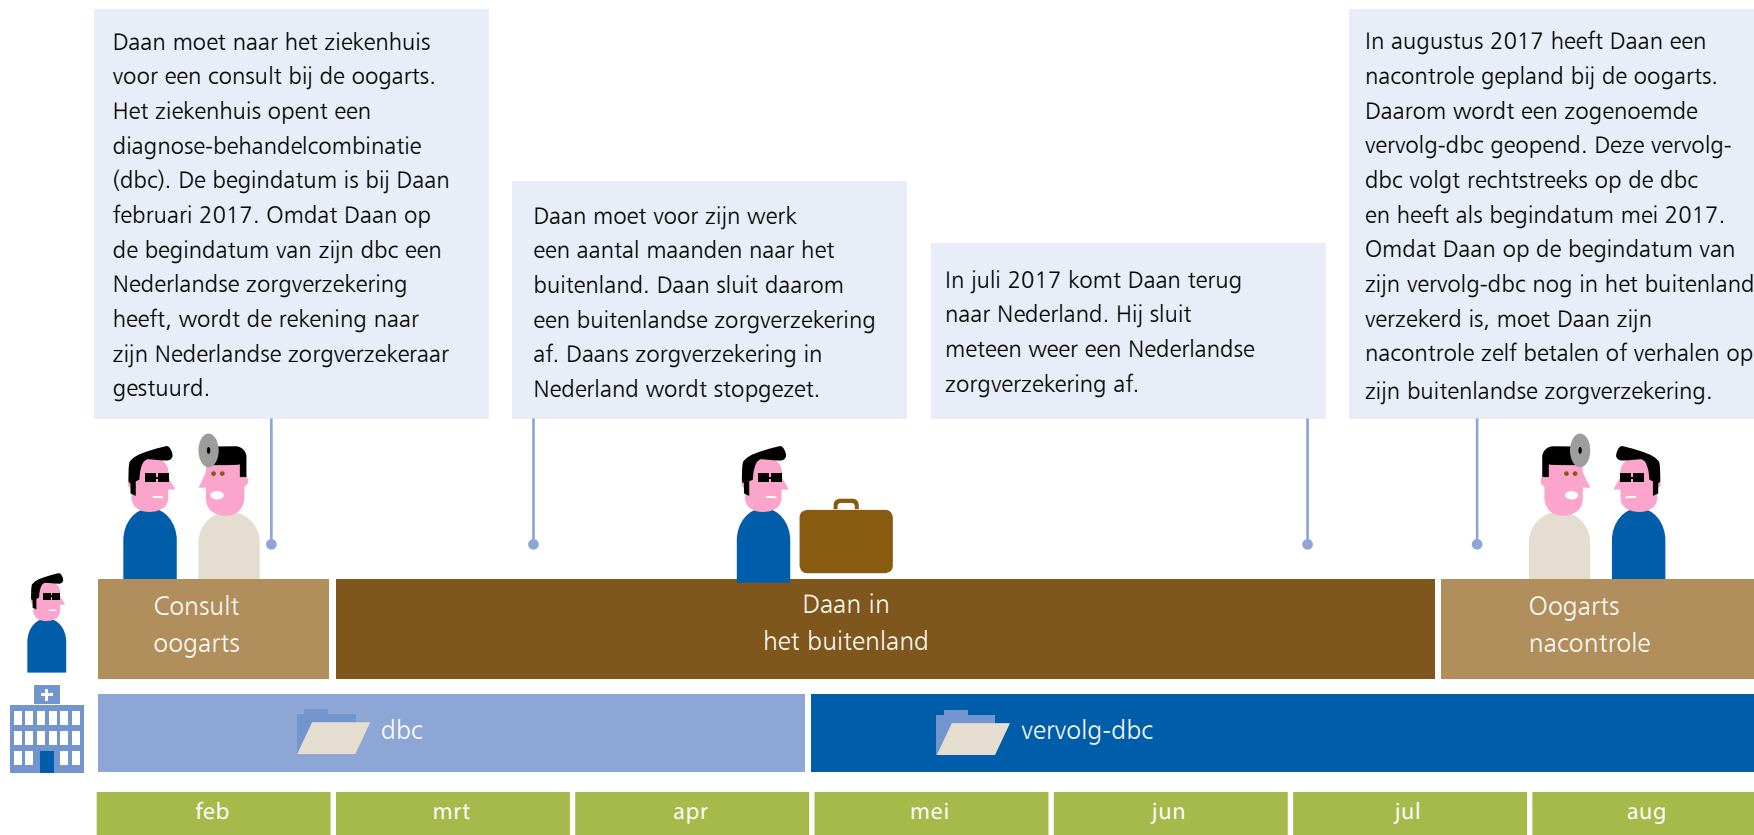 Daan moet naar het ziekenhuis
voor een consult bij de oogarts.
Het ziekenhuis opent een
diagnose-behandelcombinatie
(dbc). De begindatum is bij Daan
februari 2017. Omdat Daan op
de begindatum van zijn dbc een
Nederlandse zorgverzekering
heeft, wordt de rekening naar
zijn Nederlandse zorgverzekeraar
gestuurd.
Daan moet voor zijn werk
een aantal maanden naar het
buitenland. Daan sluit daarom
een buitenlandse zorgverzekering
af. Daans zorgverzekering in
Nederland wordt stopgezet.
In juli 2017 komt Daan terug
naar Nederland. Hij sluit
meteen weer een Nederlandse
zorgverzekering af.
In augustus 2017 heeft Daan een
nacontrole gepland bij de oogarts.
Daarom wordt een zogenoemde
vervolg-dbc geopend. Deze vervolg-
dbc volgt rechtstreeks op de dbc
en heeft als begindatum mei 2017.
Omdat Daan op de begindatum van
zijn vervolg-dbc nog in het buitenland
verzekerd is, moet Daan zijn
nacontrole zelf betalen of verhalen op
zijn buitenlandse zorgverzekering.
Consult
oogarts
Daan in
het buitenland
Oogarts
nacontrole
dbc
vervolg-dbc
feb
mrt
apr
mei
jun
jul
aug